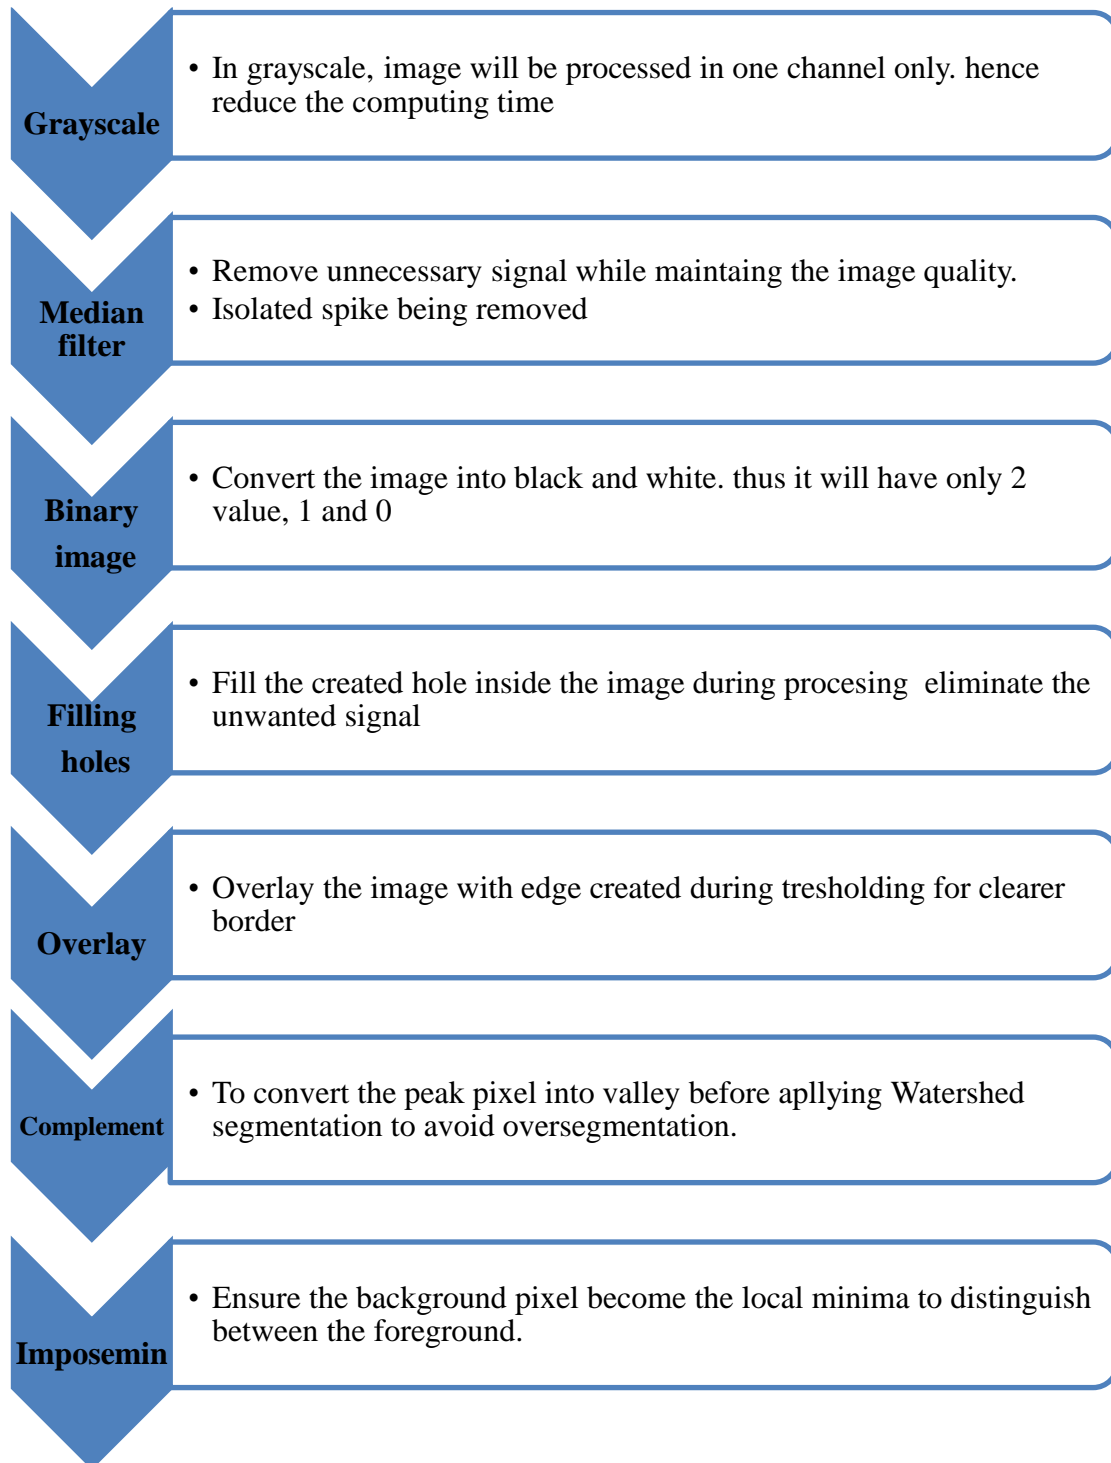 Grayscale
• In grayscale, image will be processed in one channel only. hence
reduce the computing time
Median
filter
• Remove unnecessary signal while maintaing the image quality.
• Isolated spike being removed
Binary
image
• Convert the image into black and white. thus it will have only 2
value, 1 and 0
Filling
holes
• Fill the created hole inside the image during procesing  eliminate the
unwanted signal
Overlay
• Overlay the image with edge created during tresholding for clearer
border
Complement
• To convert the peak pixel into valley before apllying Watershed
segmentation to avoid oversegmentation.
Imposemin
• Ensure the background pixel become the local minima to distinguish
between the foreground.